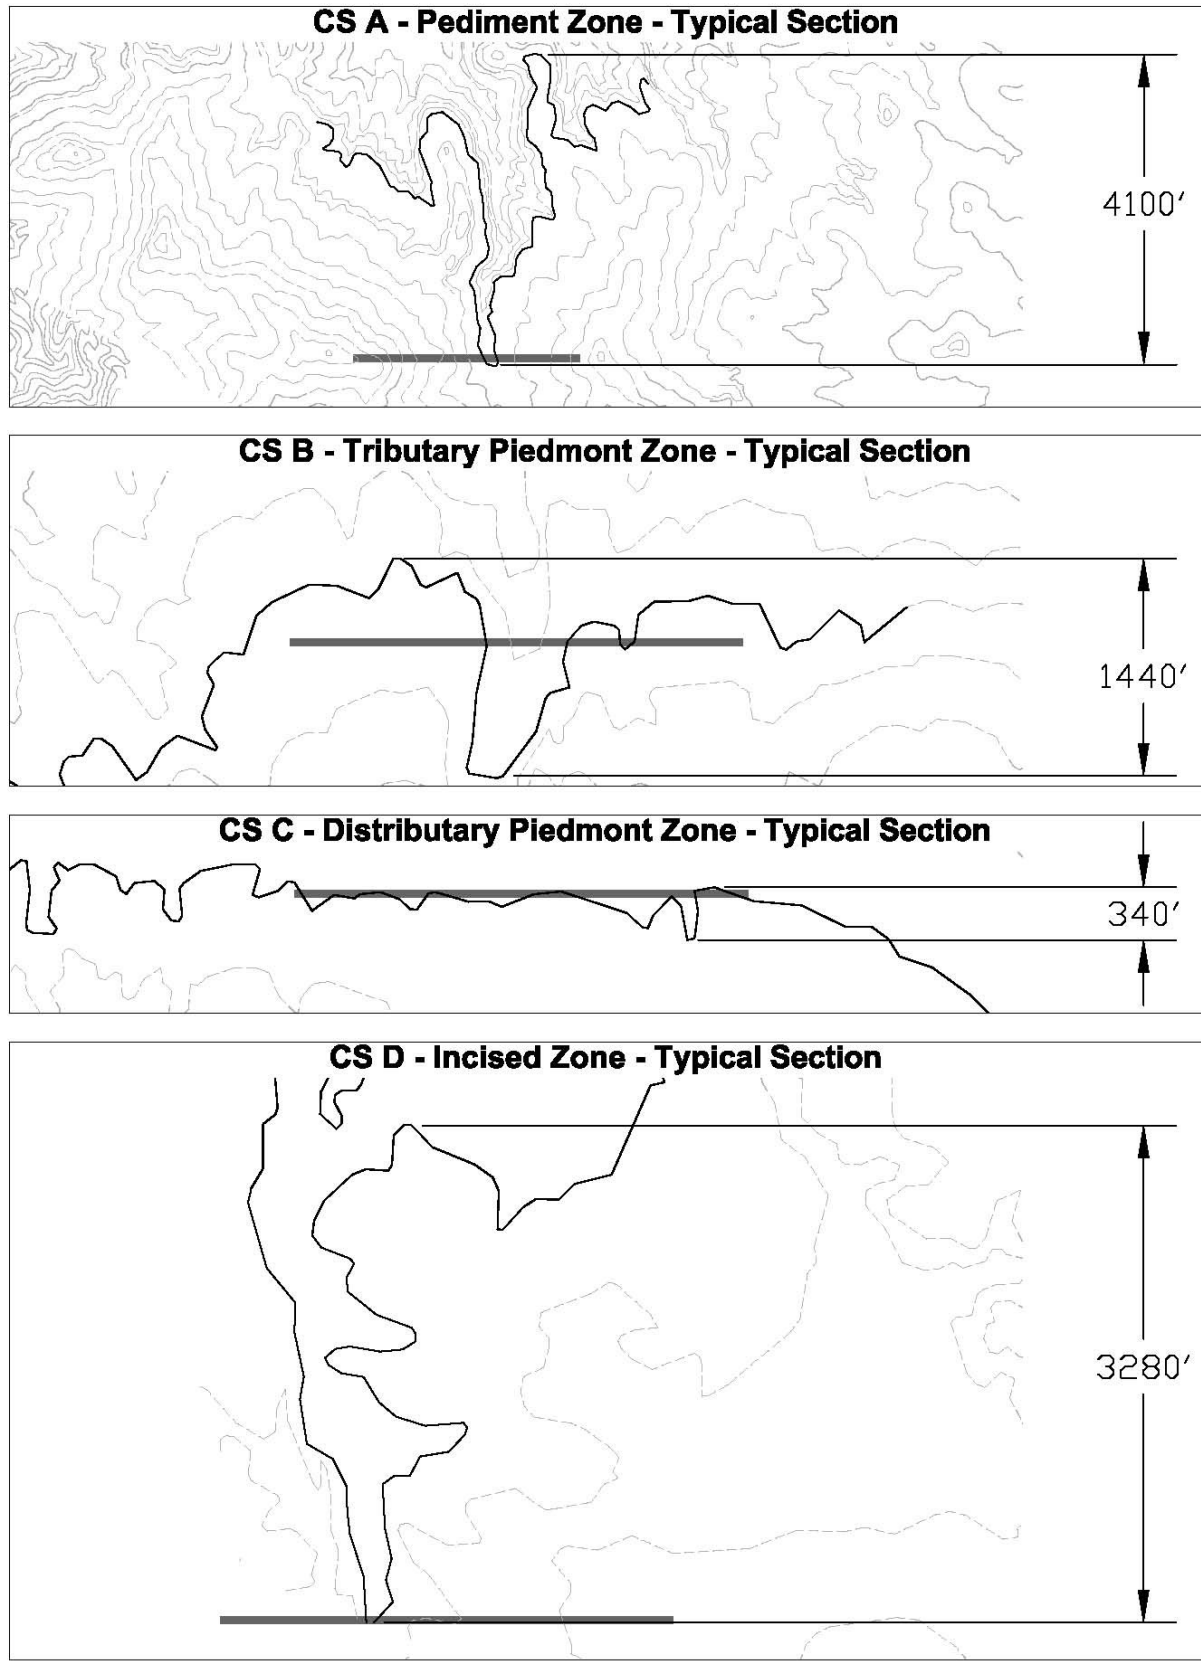 CS A - Pediment Zone - Typical Section
4100'
CS B - Tributary Piedmont Zone - Typical Section
1440'
CS C - Distributary Piedmont Zone - Typical Section
340'
CS D - Incised Zone - Typical Section
3280'